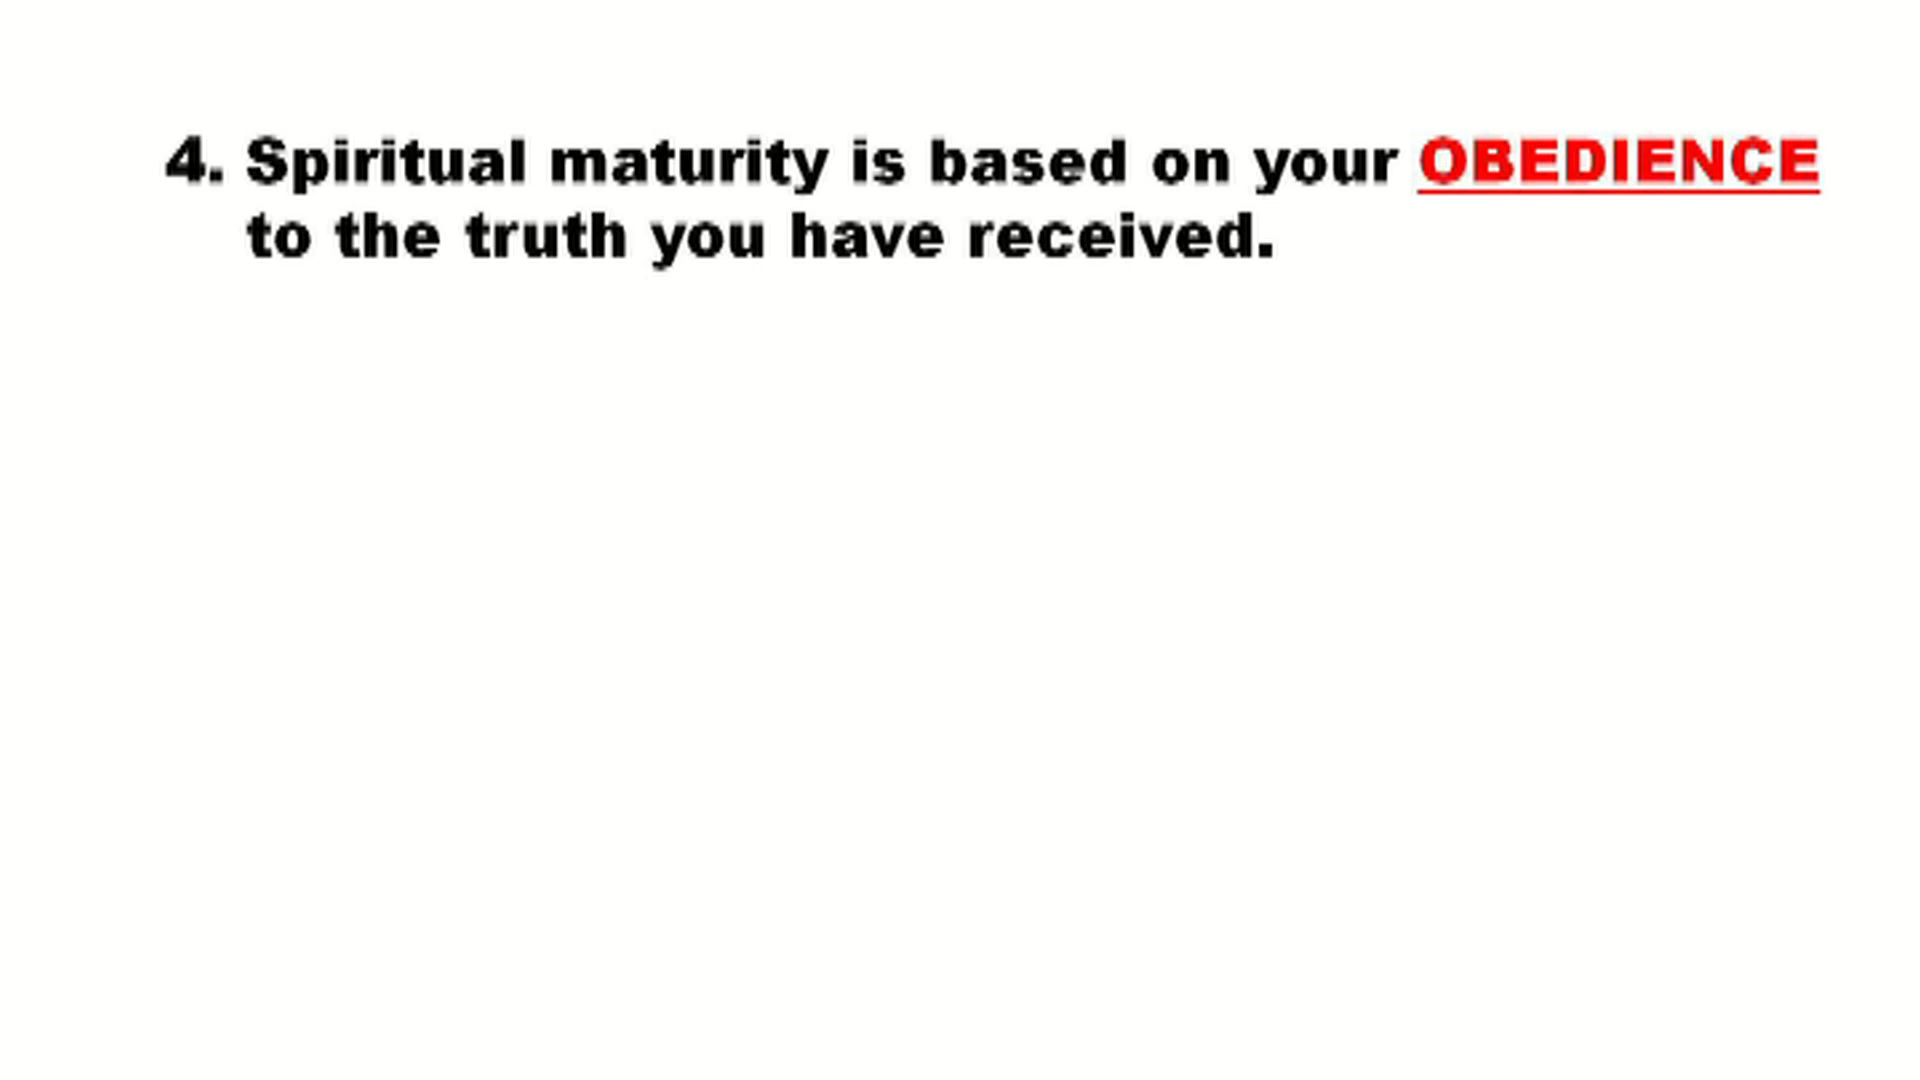 4. Spiritual maturity is based on your OBEDIENCE
to the truth you have received.